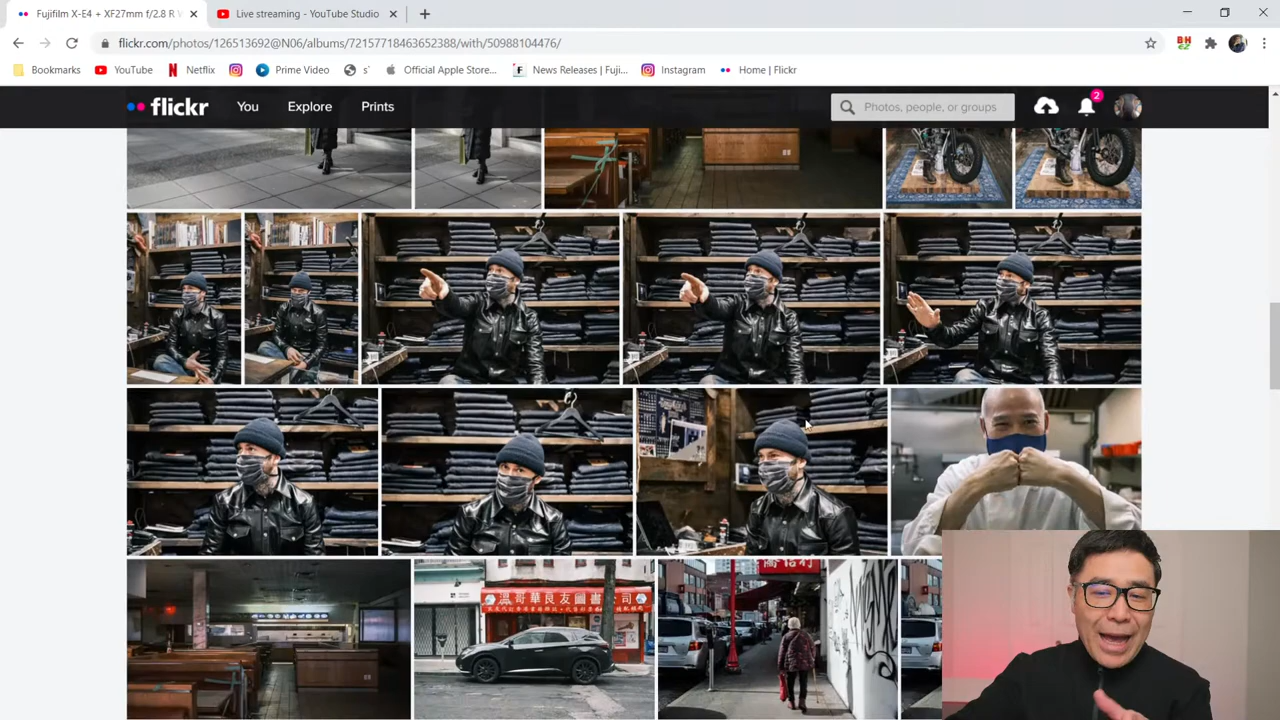 Fujifilm X-E4 + XF27mm f/2.8 R W
Live streaming - YouTube Studio
flickr.com/photos/126513692@N06/albums/72157718463652388/with/50988104476/
Bookmarks
YouTube
Netflix
Prime Video
s'
Official Apple Store...
News Releases | Fuji...
Instagram
Home | Flickr
flickr
You
Explore
Prints
Photos, people, or groups
2